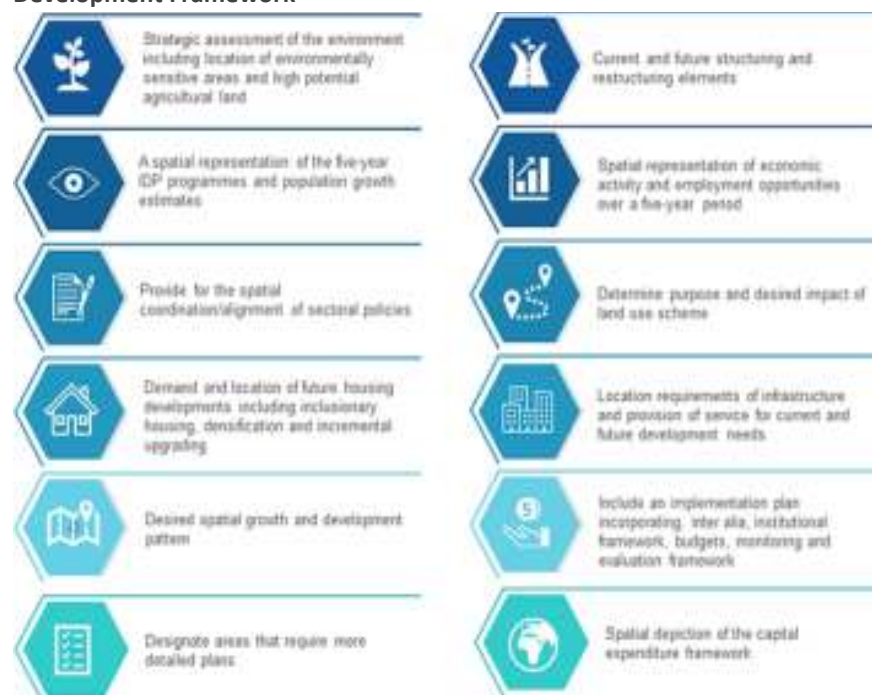 Development Framework
Strategic assessment of the environment
including location of environmentally
sensitive areas and high potential
agricultural land
Current and future structuring and
restructuring elements
A spatial representation of the five-year
IDP programmes and population growth
estimates
Spatial representation of economic
activity and employment opportunities
over a five-year period
Provide for the spatial
coordination/alignment of sectoral policies
Determine purpose and desired impact of
land use scheme
Demand and location of future housing
developments including inclusionary
housing, densification and incremental
upgrading
Location requirements of infrastructure
and provision of service for current and
future development needs
Desired spatial growth and development
pattern
Include an implementation plan
incorporating, inter alia, institutional
framework, budgets, monitoring and
evaluation framework
Designate areas that require more
detailed plans
Spatial depiction of the capital
expenditure framework